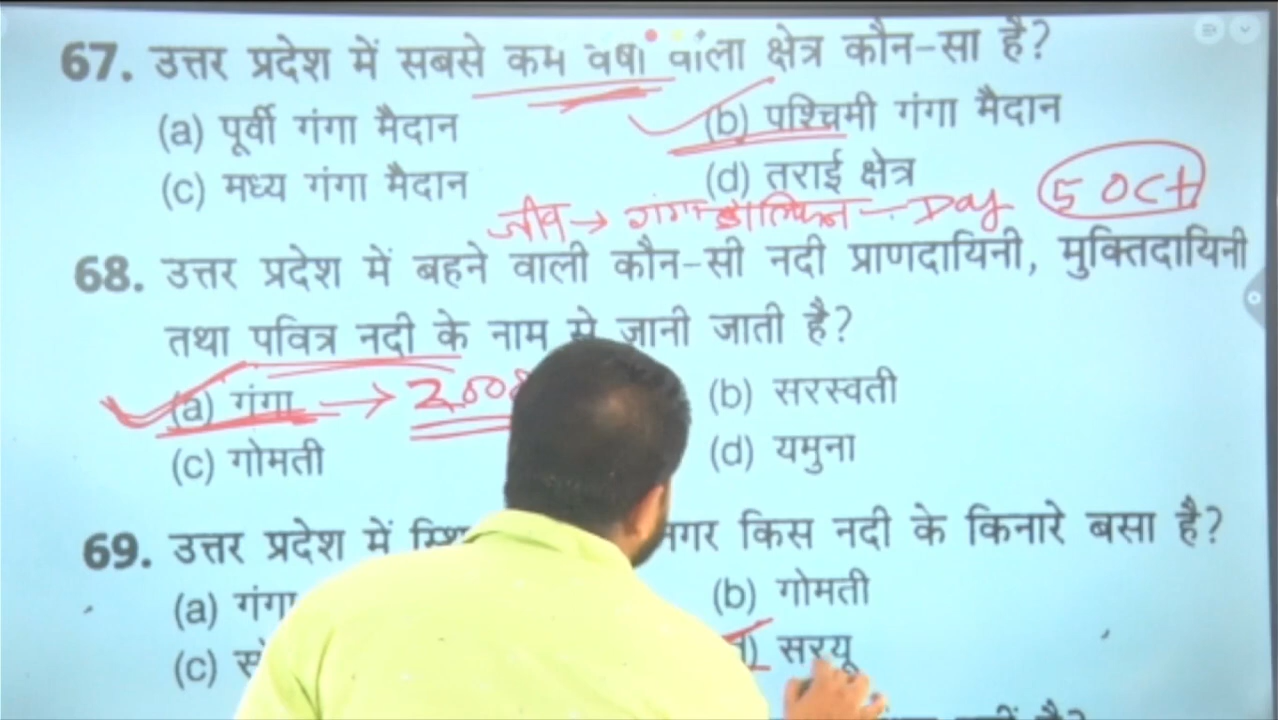 67. उत्तर प्रदेश में सबसे कम वर्षा वाला क्षेत्र कौन-सा है?
(a) पूर्वी गंगा मैदान (b) पश्चिमी गंगा मैदान
(c) मध्य गंगा मैदान (d) तराई क्षेत्र
जीव → गंगा डाल्फिन - Day 5 Oct
68. उत्तर प्रदेश में बहने वाली कौन-सी नदी प्राणदायिनी, मुक्तिदायिनी
तथा पवित्र नदी के नाम से जानी जाती है?
(a) गंगा → (b) सरस्वती
(c) गोमती (d) यमुना
69. उत्तर प्रदेश में नगर किस नदी के किनारे बसा है?
(a) गंगा (b) गोमती
(c) सरयू